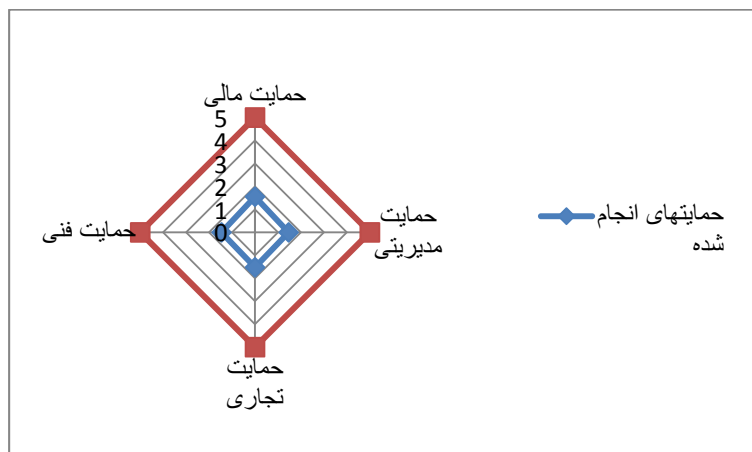 حمایت مالی
5
4
3
2
1
0
حمایت
مدیریتی
حمایت
تجاری
حمایت فنی
حمایتهای انجام
شده